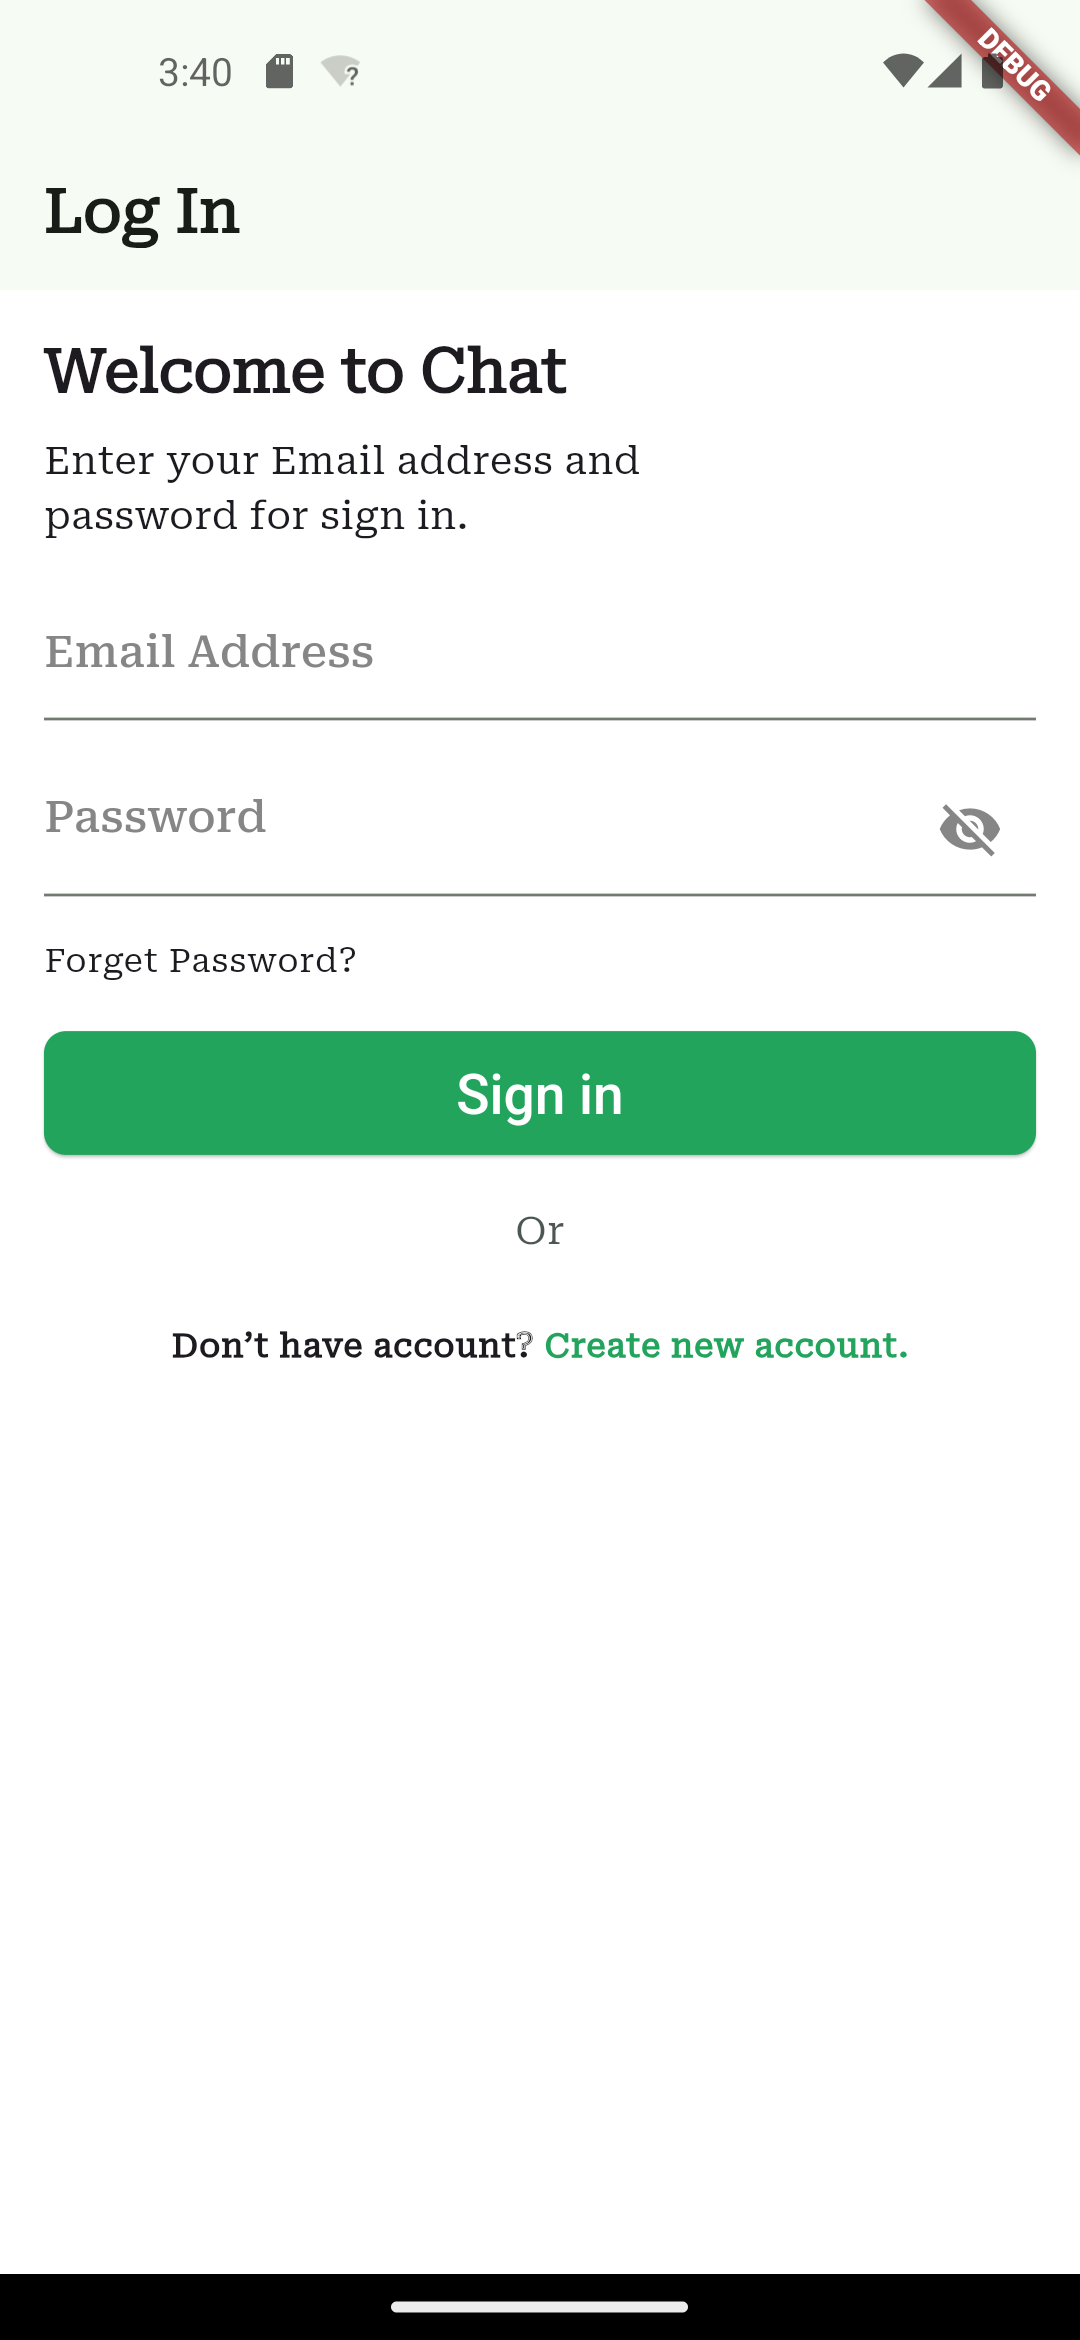 3:40
DEBUG
Log In
Welcome to Chat
Enter your Email address and
password for sign in.
Email Address
Password
Forget Password?
Sign in
Or
Don’t have account? Create new account.